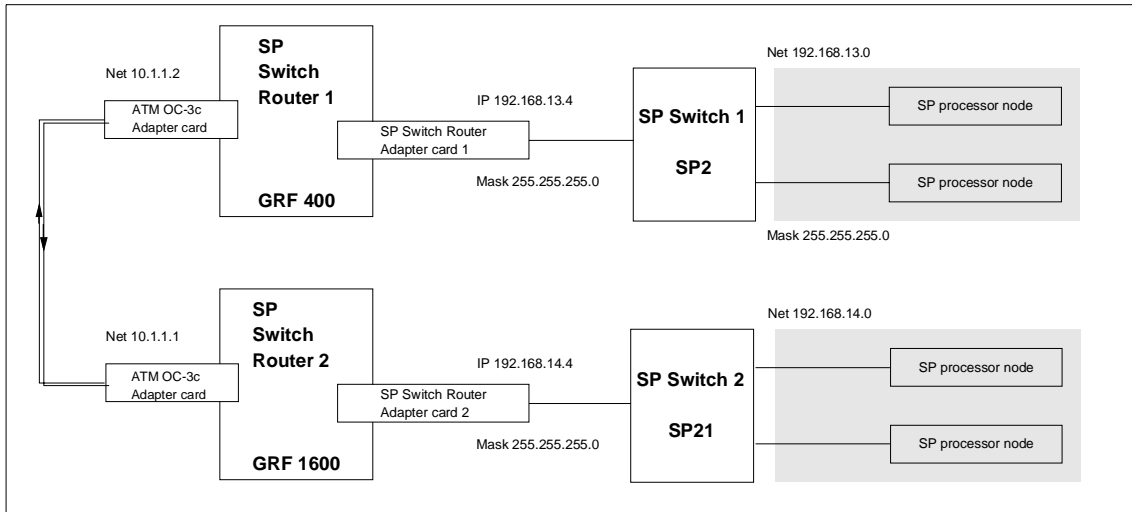 Net 10.1.1.2
ATM OC-3c
Adapter card
SP
Switch
Router 1
GRF 400
IP 192.168.13.4
SP Switch Router
Adapter card 1
Mask 255.255.255.0
SP Switch 1
SP2
Net 192.168.13.0
SP processor node
SP processor node
Mask 255.255.255.0
Net 10.1.1.1
ATM OC-3c
Adapter card
SP
Switch
Router 2
GRF 1600
IP 192.168.14.4
SP Switch Router
Adapter card 2
Mask 255.255.255.0
SP Switch 2
SP21
Net 192.168.14.0
SP processor node
SP processor node